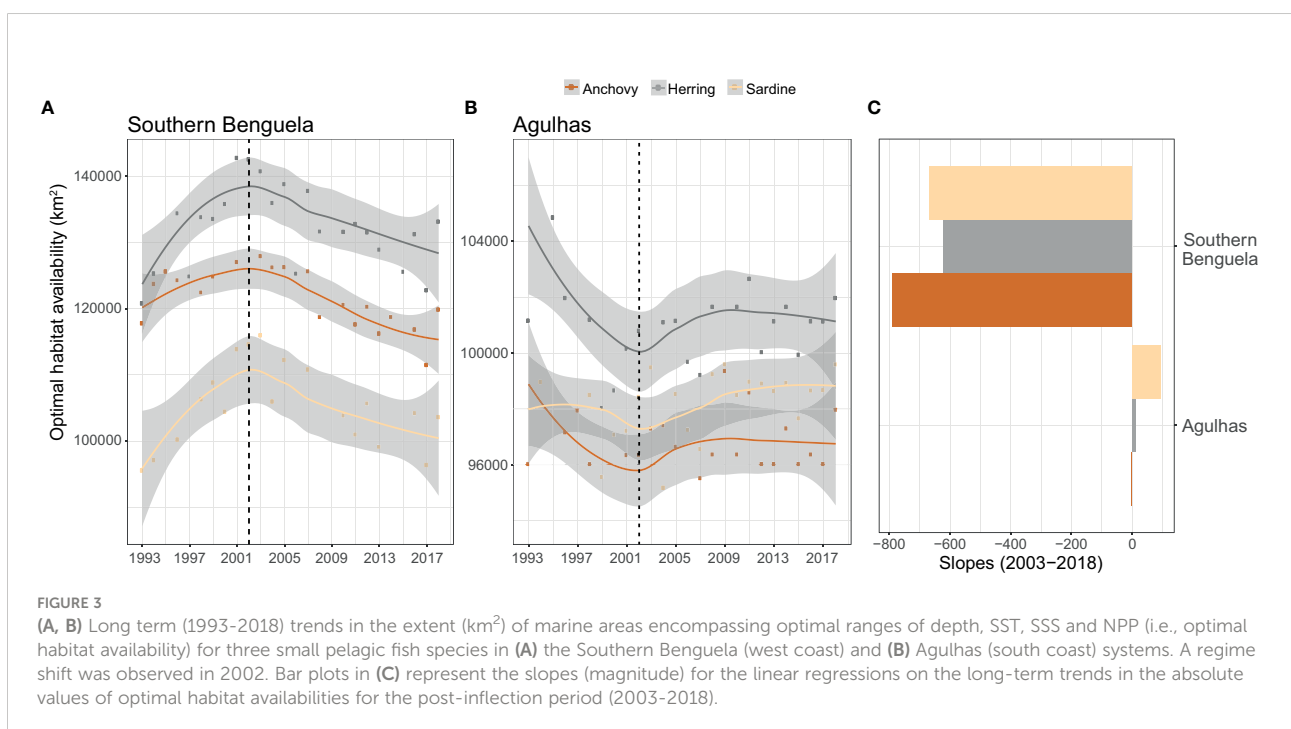 Anchovy Herring Sardine
A
B
C
Southern Benguela
Agulhas
Optimal habitat availability (km²)
140000
120000
100000
1993 1997 2001 2005 2009 2013 2017
104000
100000
96000
1993 1997 2001 2005 2009 2013 2017
Southern
Benguela
Agulhas
−800 −600 −400 −200 0
Slopes (2003−2018)
FIGURE 3
(A, B) Long term (1993-2018) trends in the extent (km²) of marine areas encompassing optimal ranges of depth, SST, SSS and NPP (i.e., optimal
habitat availability) for three small pelagic fish species in (A) the Southern Benguela (west coast) and (B) Agulhas (south coast) systems. A regime
shift was observed in 2002. Bar plots in (C) represent the slopes (magnitude) for the linear regressions on the long-term trends in the absolute
values of optimal habitat availabilities for the post-inflection period (2003-2018).